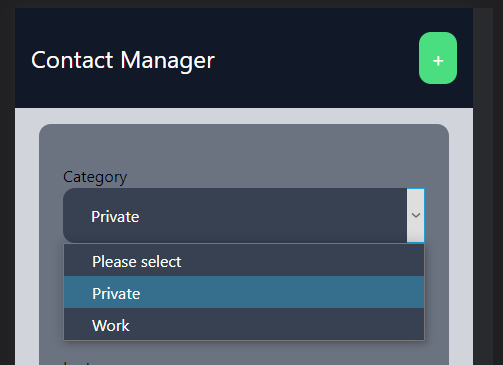 Contact Manager
+
Category
Private
Please select
Private
Work